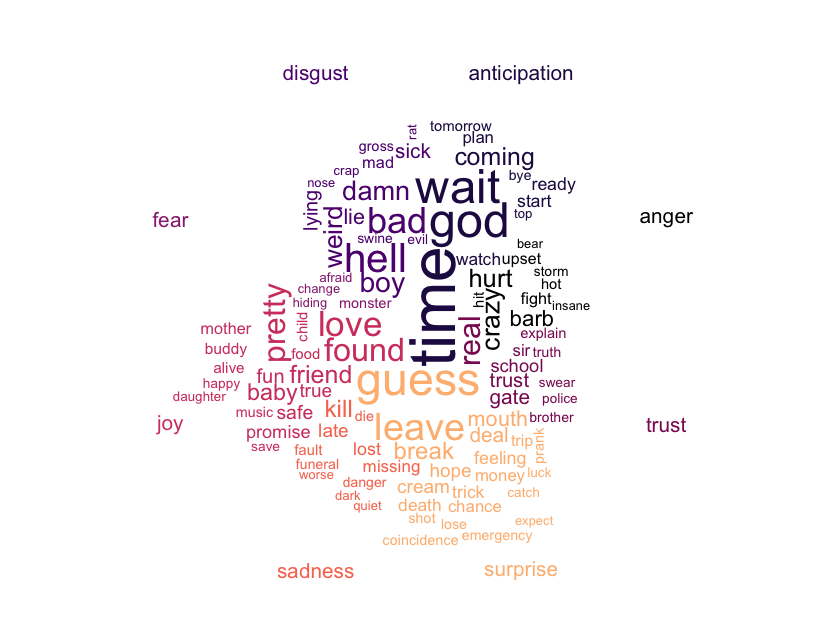 disgust
anticipation
rat
tomorrow
plan
gross
sick
mad
coming
crap
bye
nose
damn
wait
ready
lying
start
lie
bad
god
top
fear
anger
weird
swine
evil
bear
hell
watch
upset
afraid
boy
time
hurt
storm
hot
change
hiding
monster
hit
fight
insane
pretty
child
love
crazy
barb
mother
real
explain
buddy
food
found
sir
truth
alive
fun
friend
school
happy
guess
trust
swear
daughter
baby
true
gate
police
music
safe
kill
die
leave
mouth
brother
joy
trust
promise
late
deal
trip
prank
save
fault
lost
break
feeling
funeral
missing
hope
money
luck
worse
danger
cream
trick
catch
dark
quiet
death
chance
shot
lose
expect
coincidence
emergency
sadness
surprise